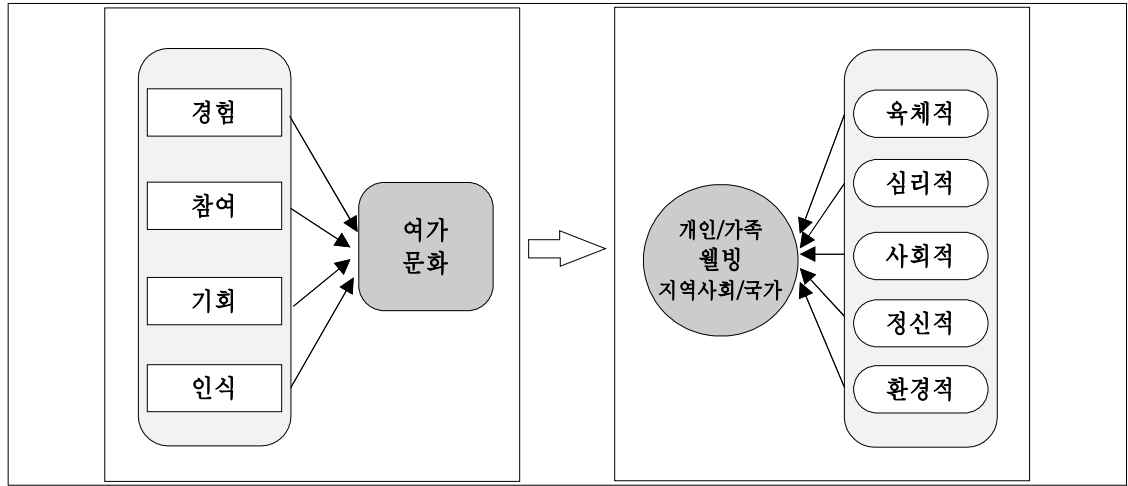 경험
참여
기회
인식
여가
문화
개인/가족
웰빙
지역사회/국가
육체적
심리적
사회적
정신적
환경적